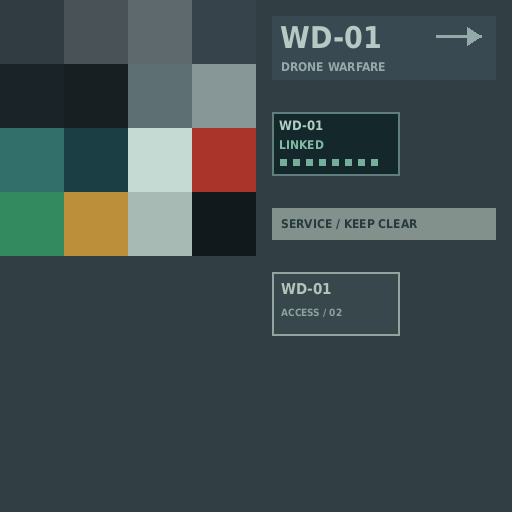 WD-01
DRONE WARFARE
WD-01
LINKED
SERVICE / KEEP CLEAR
WD-01
ACCESS / 02